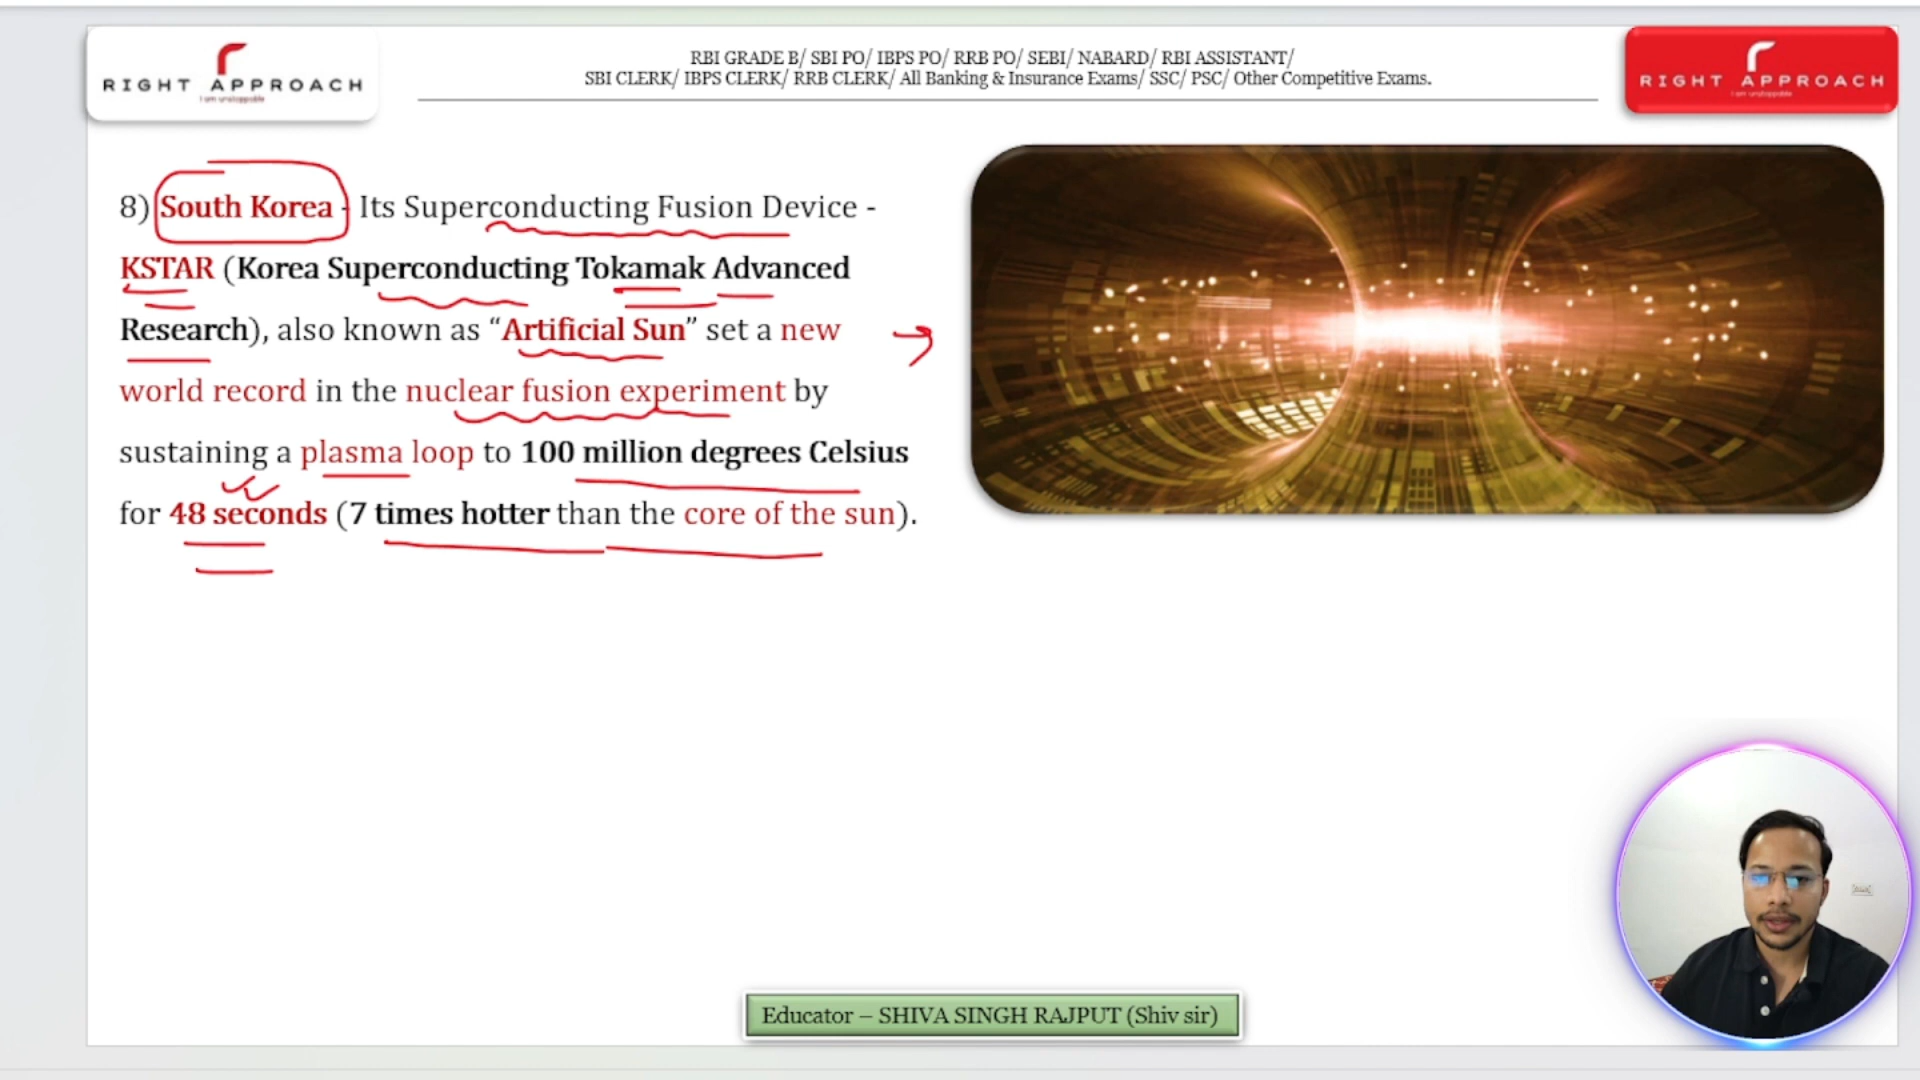 RIGHT APPROACH
I am unstoppable
RBI GRADE B/ SBI PO/ IBPS PO/ RRB PO/ SEBI/ NABARD/ RBI ASSISTANT/
SBI CLERK/ IBPS CLERK/ RRB CLERK/ All Banking & Insurance Exams/ SSC/ PSC/ Other Competitive Exams.
RIGHT APPROACH
I am unstoppable
8) South Korea - Its Superconducting Fusion Device -
KSTAR (Korea Superconducting Tokamak Advanced
Research), also known as “Artificial Sun” set a new
world record in the nuclear fusion experiment by
sustaining a plasma loop to 100 million degrees Celsius
for 48 seconds (7 times hotter than the core of the sun).
Educator – SHIVA SINGH RAJPUT (Shiv sir)